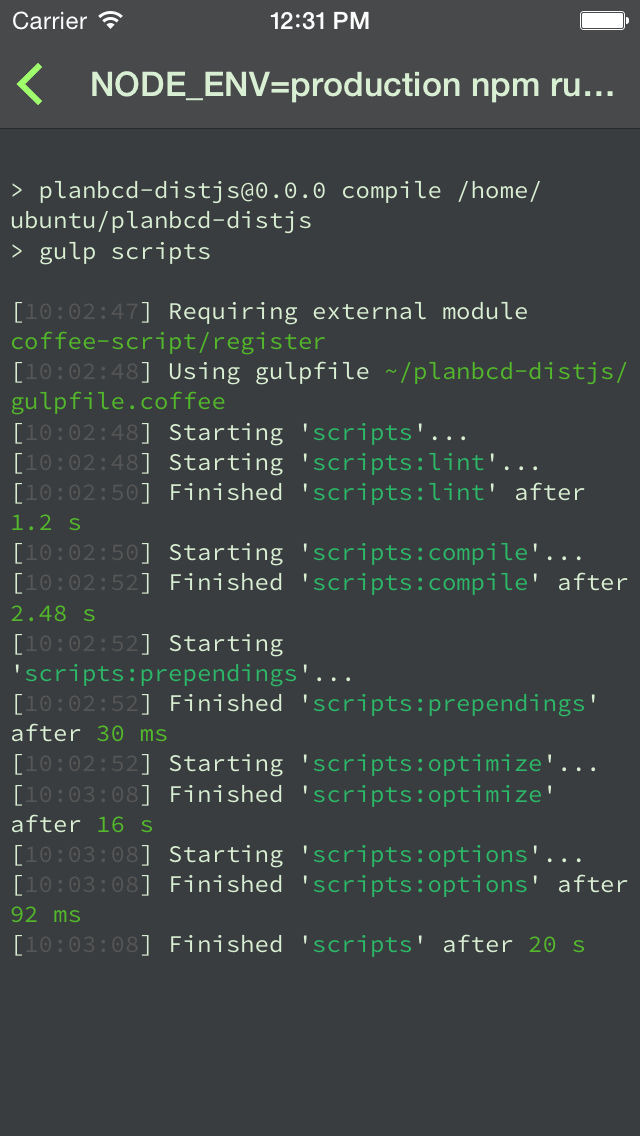 Carrier 12:31 PM
NODE_ENV=production npm ru...
> planbcd-distjs@0.0.0 compile /home/
ubuntu/planbcd-distjs
> gulp scripts
[10:02:47] Requiring external module
coffee-script/register
[10:02:48] Using gulpfile ~/planbcd-distjs/
gulpfile.coffee
[10:02:48] Starting 'scripts'...
[10:02:48] Starting 'scripts:lint'...
[10:02:50] Finished 'scripts:lint' after
1.2 s
[10:02:50] Starting 'scripts:compile'...
[10:02:52] Finished 'scripts:compile' after
2.48 s
[10:02:52] Starting
'scripts:prependings'...
[10:02:52] Finished 'scripts:prependings'
after 30 ms
[10:02:52] Starting 'scripts:optimize'...
[10:03:08] Finished 'scripts:optimize'
after 16 s
[10:03:08] Starting 'scripts:options'...
[10:03:08] Finished 'scripts:options' after
92 ms
[10:03:08] Finished 'scripts' after 20 s